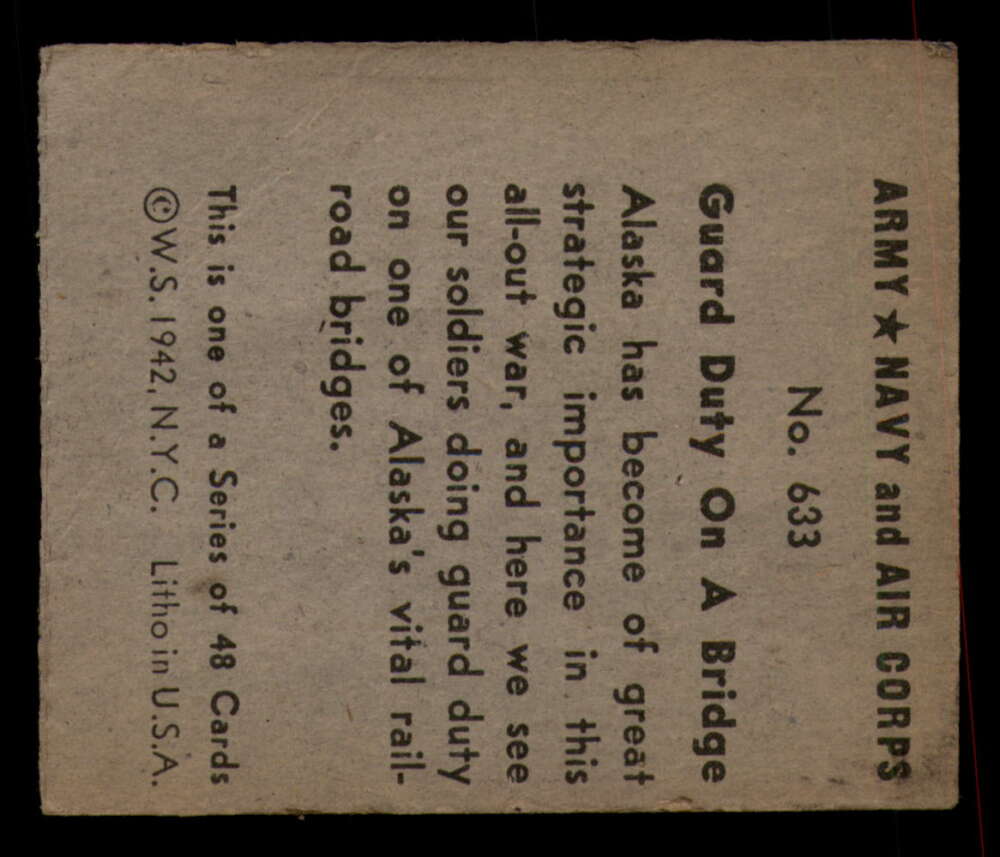 ARMY ★ NAVY and AIR CORPS
No. 633
Guard Duty On A Bridge
Alaska has become of great
strategic importance in this
all-out war, and here we see
our soldiers doing guard duty
on one of Alaska's vital rail-
road bridges.
This is one of a Series of 48 Cards
©W.S. 1942, N.Y.C. Litho in U.S.A.